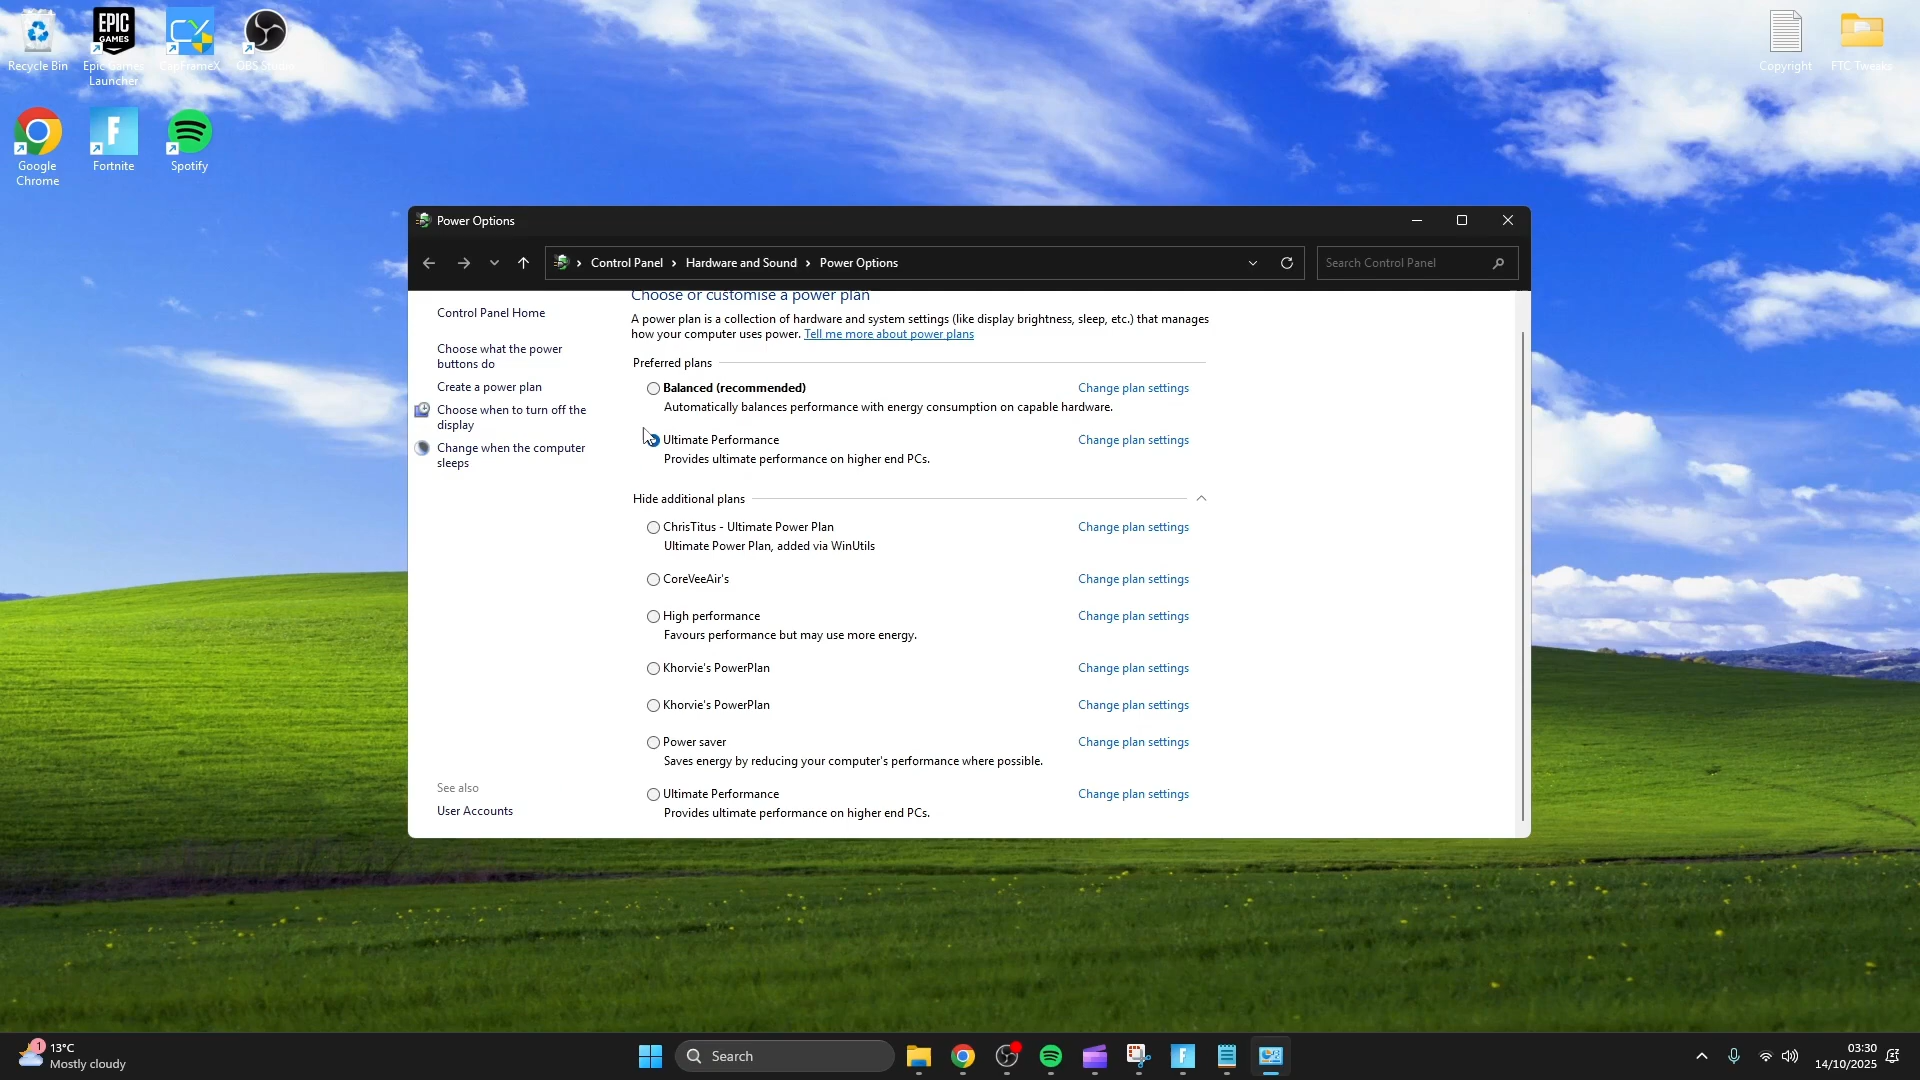 Recycle Bin
Epic Games
Launcher
CapFrameX
OBS Studio
Google
Chrome
Fortnite
Spotify
Copyright
FTC Tweaks
EPIC
GAMES
Power Options
Control Panel > Hardware and Sound > Power Options
Search Control Panel
Control Panel Home
Choose what the power
buttons do
Create a power plan
Choose when to turn off the
display
Change when the computer
sleeps
See also
User Accounts
Choose or customise a power plan
A power plan is a collection of hardware and system settings (like display brightness, sleep, etc.) that manages
how your computer uses power. Tell me more about power plans
Preferred plans
Balanced (recommended) Change plan settings
Automatically balances performance with energy consumption on capable hardware.
Ultimate Performance Change plan settings
Provides ultimate performance on higher end PCs.
Hide additional plans
ChrisTitus - Ultimate Power Plan Change plan settings
Ultimate Power Plan, added via WinUtils
CoreVeeAir's Change plan settings
High performance Change plan settings
Favours performance but may use more energy.
Khorvie's PowerPlan Change plan settings
Khorvie's PowerPlan Change plan settings
Power saver Change plan settings
Saves energy by reducing your computer's performance where possible.
Ultimate Performance Change plan settings
Provides ultimate performance on higher end PCs.
1
13°C
Mostly cloudy
Search
03:30
14/10/2025